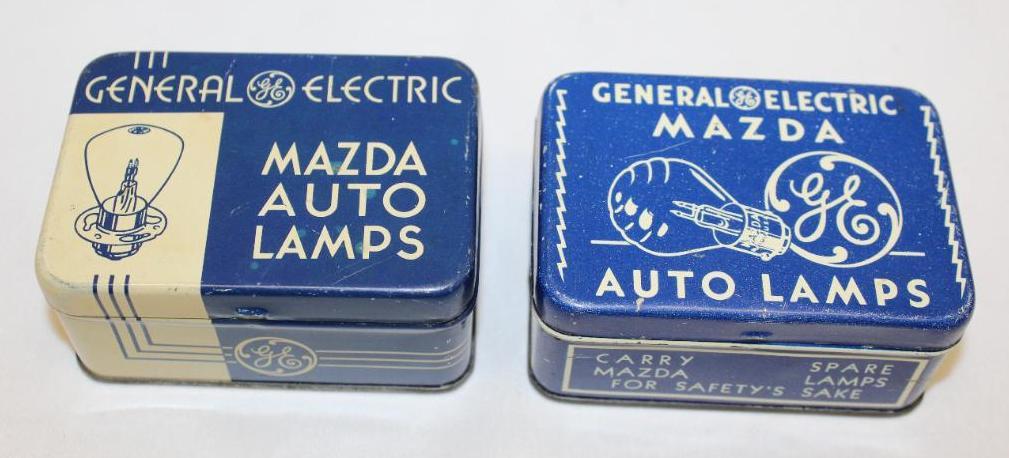 GENERAL GE ELECTRIC
MAZDA
AUTO
LAMPS
GE
GENERAL GE ELECTRIC
MAZDA
MAZDA
GE
AUTO LAMPS
CARRY SPARE
MAZDA LAMPS
FOR SAFETY'S SAKE